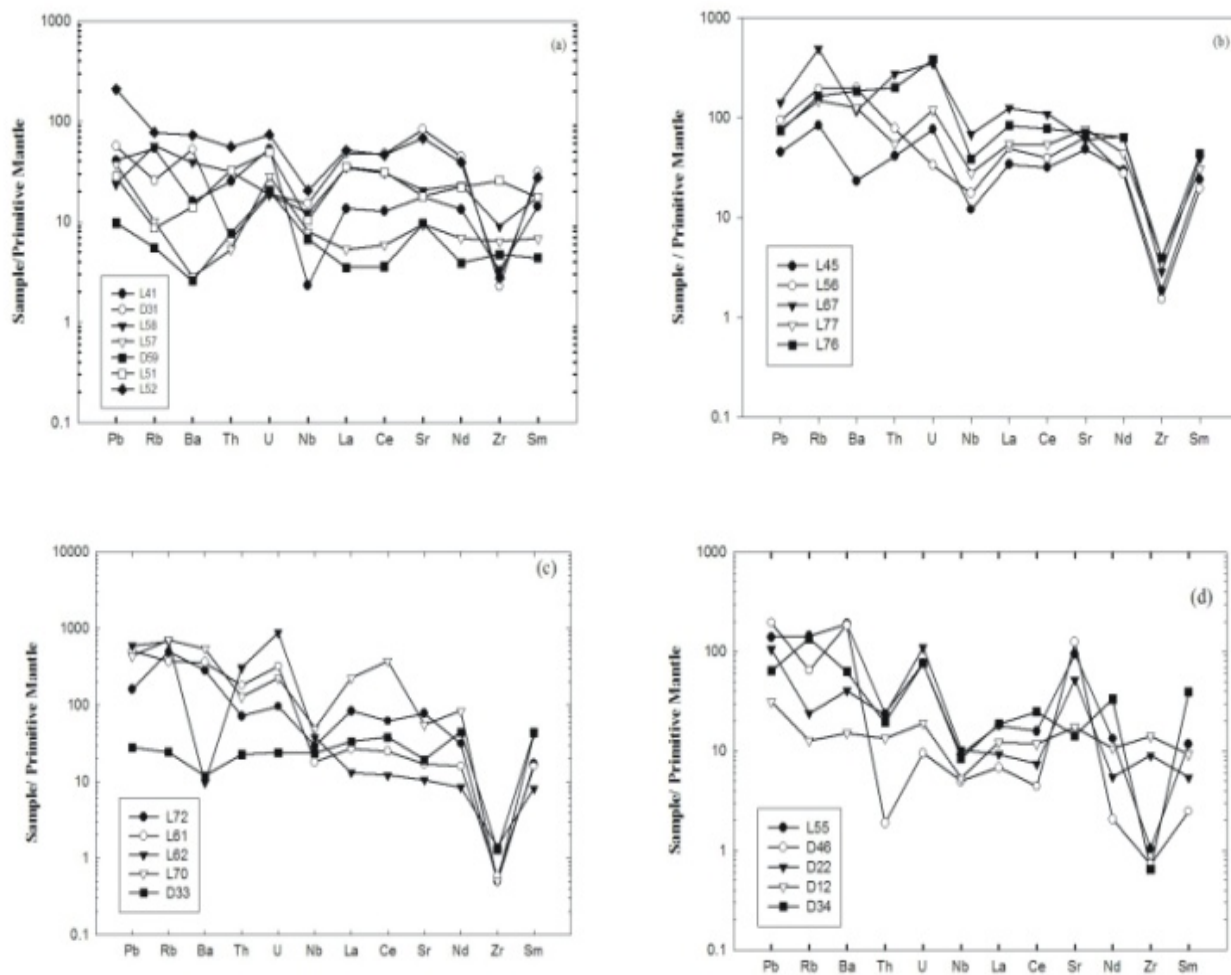 (a)
Sample/Primitive Mantle
1000
100
10
1
0.1
L41
D31
L58
L57
D59
L51
L52
Pb Rb Ba Th U Nb La Ce Sr Nd Zr Sm
(b)
Sample / Primitive Mantle
1000
100
10
1
0.1
L45
L56
L67
L77
L76
Pb Rb Ba Th U Nb La Ce Sr Nd Zr Sm
(c)
Sample/ Primitive Mantle
10000
1000
100
10
1
0.1
L72
L61
L62
L70
D33
Pb Rb Ba Th U Nb La Ce Sr Nd Zr Sm
(d)
Sample/ Primitive Mantle
1000
100
10
1
0.1
L55
D46
D22
D12
D34
Pb Rb Ba Th U Nb La Ce Sr Nd Zr Sm